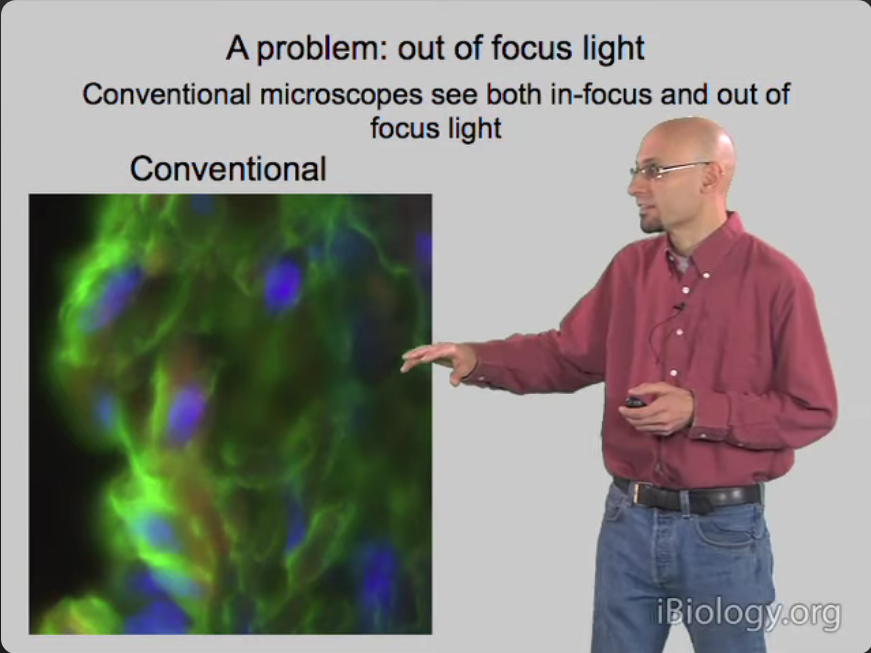 A problem: out of focus light
Conventional microscopes see both in-focus and out of
focus light
Conventional
iBiology.org